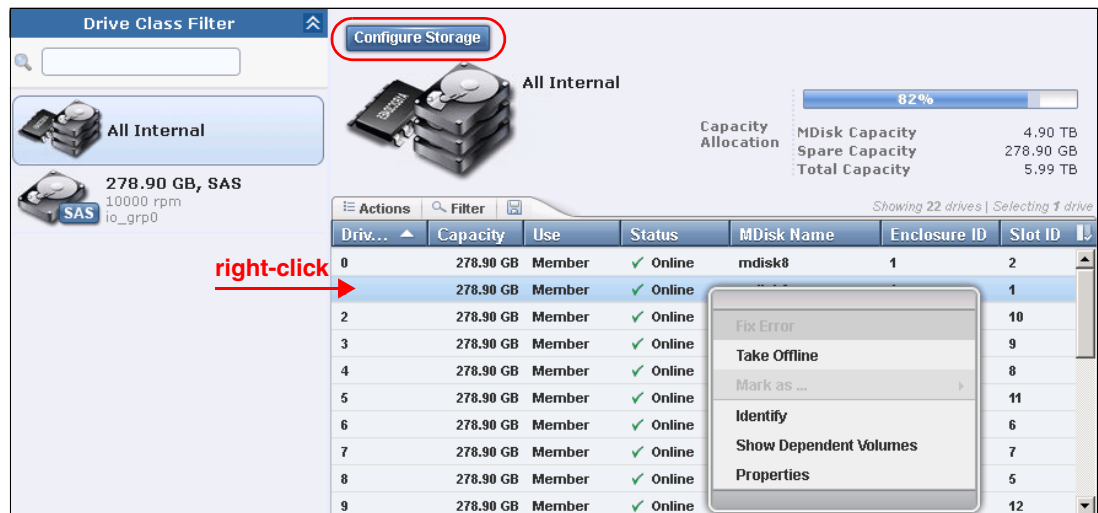 Drive Class Filter
All Internal
278.90 GB, SAS
10000 rpm
io_grp0
SAS
Configure Storage
All Internal
82%
Capacity Allocation
MDisk Capacity 4.90 TB
Spare Capacity 278.90 GB
Total Capacity 5.99 TB
Actions Filter Showing 22 drives | Selecting 1 drive
Driv... Capacity Use Status MDisk Name Enclosure ID Slot ID
0 278.90 GB Member Online mdisk8 1 2
right-click
278.90 GB Member Online 1
2 278.90 GB Member Online 10
3 278.90 GB Member Online 9
4 278.90 GB Member Online 8
5 278.90 GB Member Online 11
6 278.90 GB Member Online 6
7 278.90 GB Member Online 7
8 278.90 GB Member Online 5
9 278.90 GB Member Online 12
Fix Error
Take Offline
Mark as ...
Identify
Show Dependent Volumes
Properties